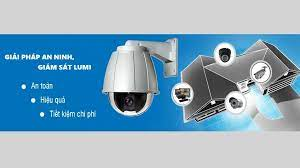 GIẢI PHÁP AN NINH,
GIÁM SÁT LUMI
An toàn
Hiệu quả
Tiết kiệm chi phí